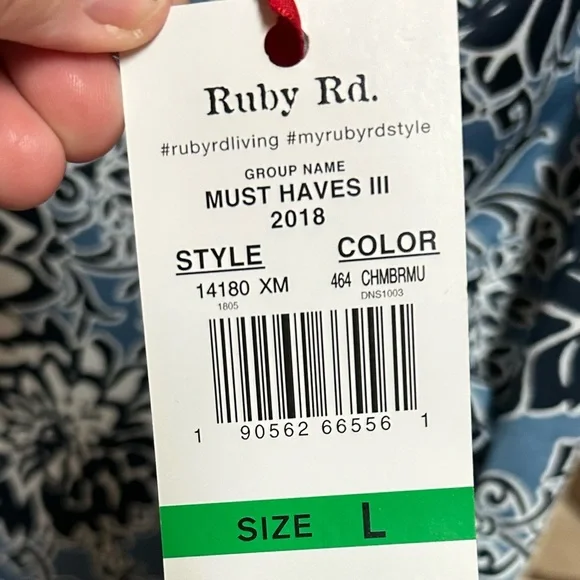 Ruby Rd.
#rubyrdliving #myrubyrdstyle
GROUP NAME
MUST HAVES III
2018
STYLE COLOR
14180 XM 464 CHMBRMU
1805 DNS1003
1 90562 66556 1
SIZE L